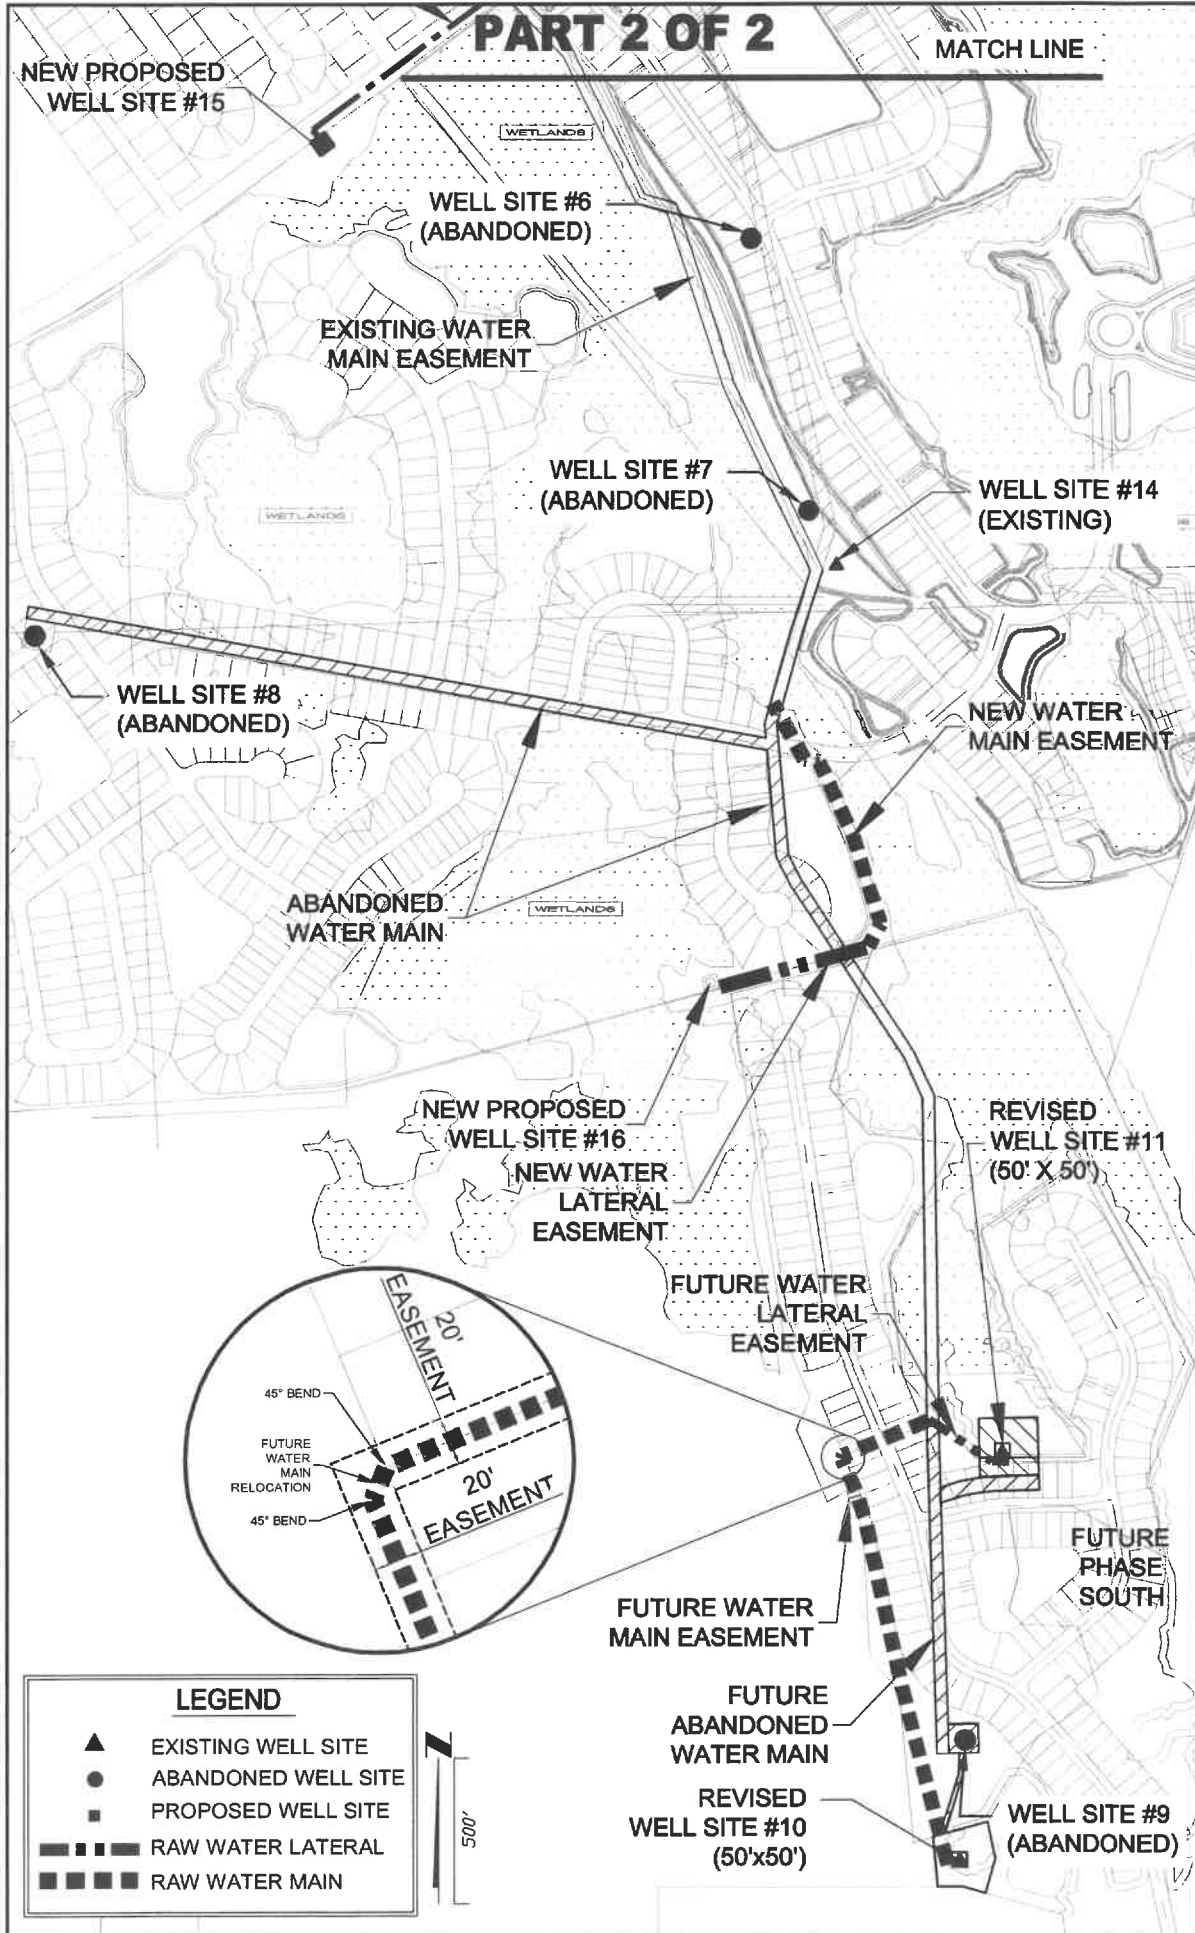 PART 2 OF 2
MATCH LINE
NEW PROPOSED
WELL SITE #15
WETLANDS
WELL SITE #6
(ABANDONED)
EXISTING WATER
MAIN EASEMENT
WELL SITE #7
(ABANDONED)
WELL SITE #14
(EXISTING)
WETLANDS
WELL SITE #8
(ABANDONED)
NEW WATER
MAIN EASEMENT
ABANDONED
WATER MAIN
WETLANDS
NEW PROPOSED
WELL SITE #16
NEW WATER
LATERAL
EASEMENT
REVISED
WELL SITE #11
(50' X 50')
FUTURE WATER
LATERAL
EASEMENT
20'
EASEMENT
45° BEND
FUTURE
WATER
MAIN
RELOCATION
45° BEND
20'
EASEMENT
FUTURE
PHASE
SOUTH
FUTURE WATER
MAIN EASEMENT
FUTURE
ABANDONED
WATER MAIN
REVISED
WELL SITE #10
(50'x50')
WELL SITE #9
(ABANDONED)
LEGEND
EXISTING WELL SITE
ABANDONED WELL SITE
PROPOSED WELL SITE
RAW WATER LATERAL
RAW WATER MAIN
Z
500'